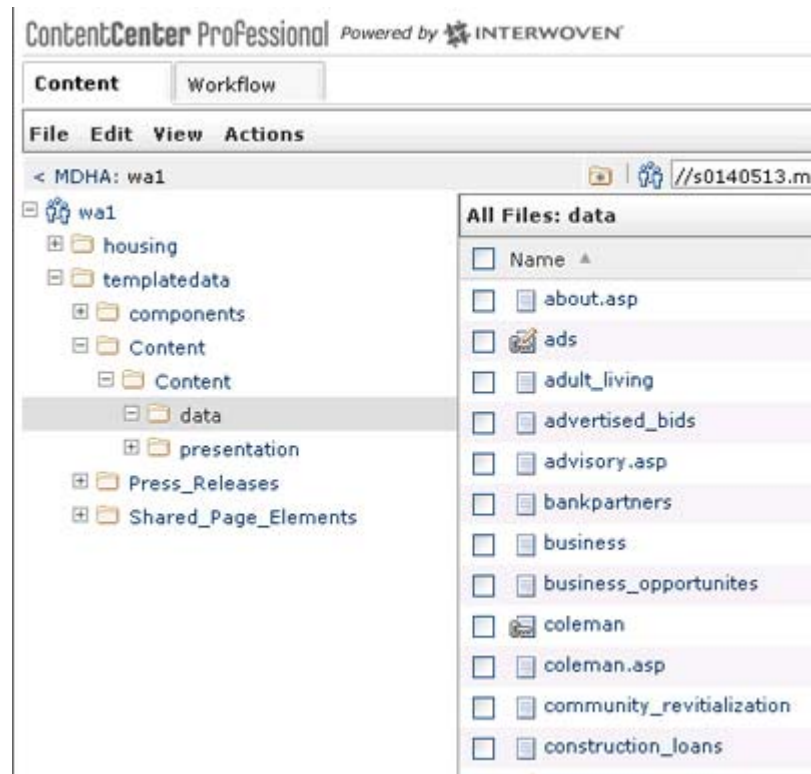 ContentCenter Professional Powered by INTERWOVEN
Content Workflow
File Edit View Actions
< MDHA: wa1
//s0140513.m
wa1
housing
templatedata
components
Content
Content
data
presentation
Press_Releases
Shared_Page_Elements
All Files: data
Name
about.asp
ads
adult_living
advertised_bids
advisory.asp
bankpartners
business
business_opportunites
coleman
coleman.asp
community_revitialization
construction_loans